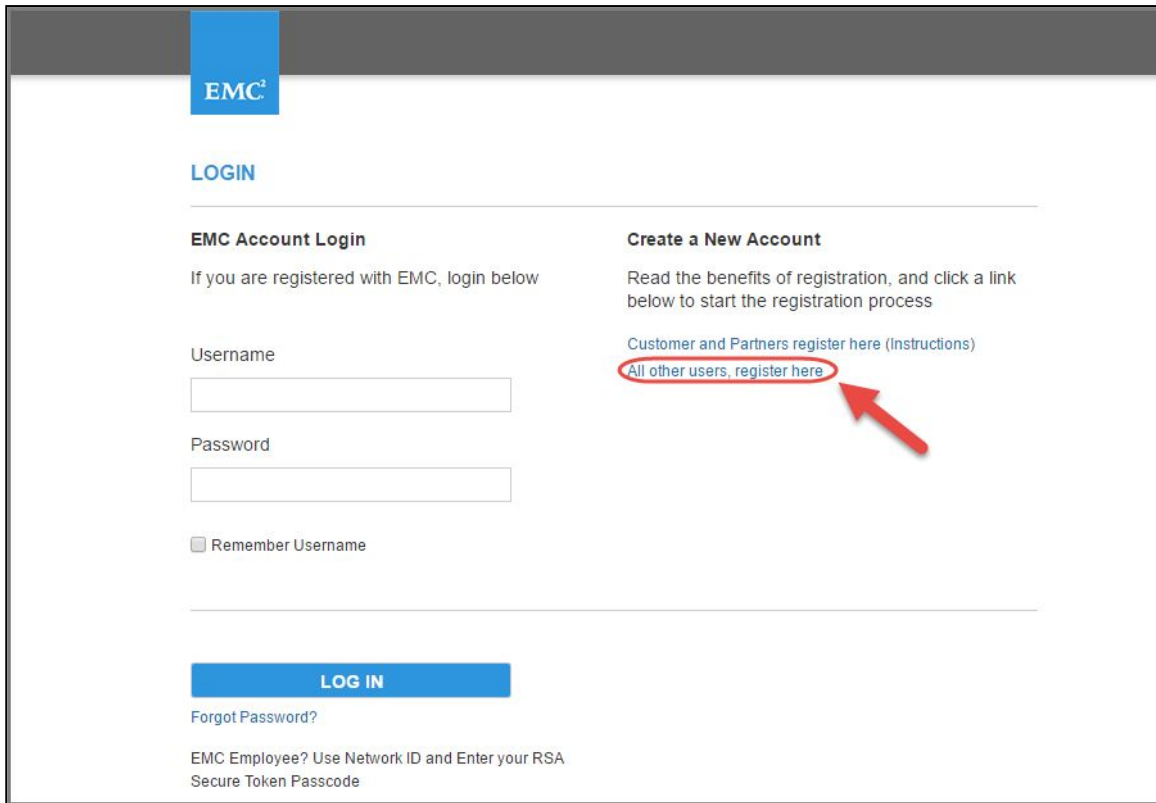 EMC²
LOGIN
EMC Account Login
If you are registered with EMC, login below
Username
Password
Remember Username
Create a New Account
Read the benefits of registration, and click a link
below to start the registration process
Customer and Partners register here (Instructions)
All other users, register here
LOG IN
Forgot Password?
EMC Employee? Use Network ID and Enter your RSA
Secure Token Passcode